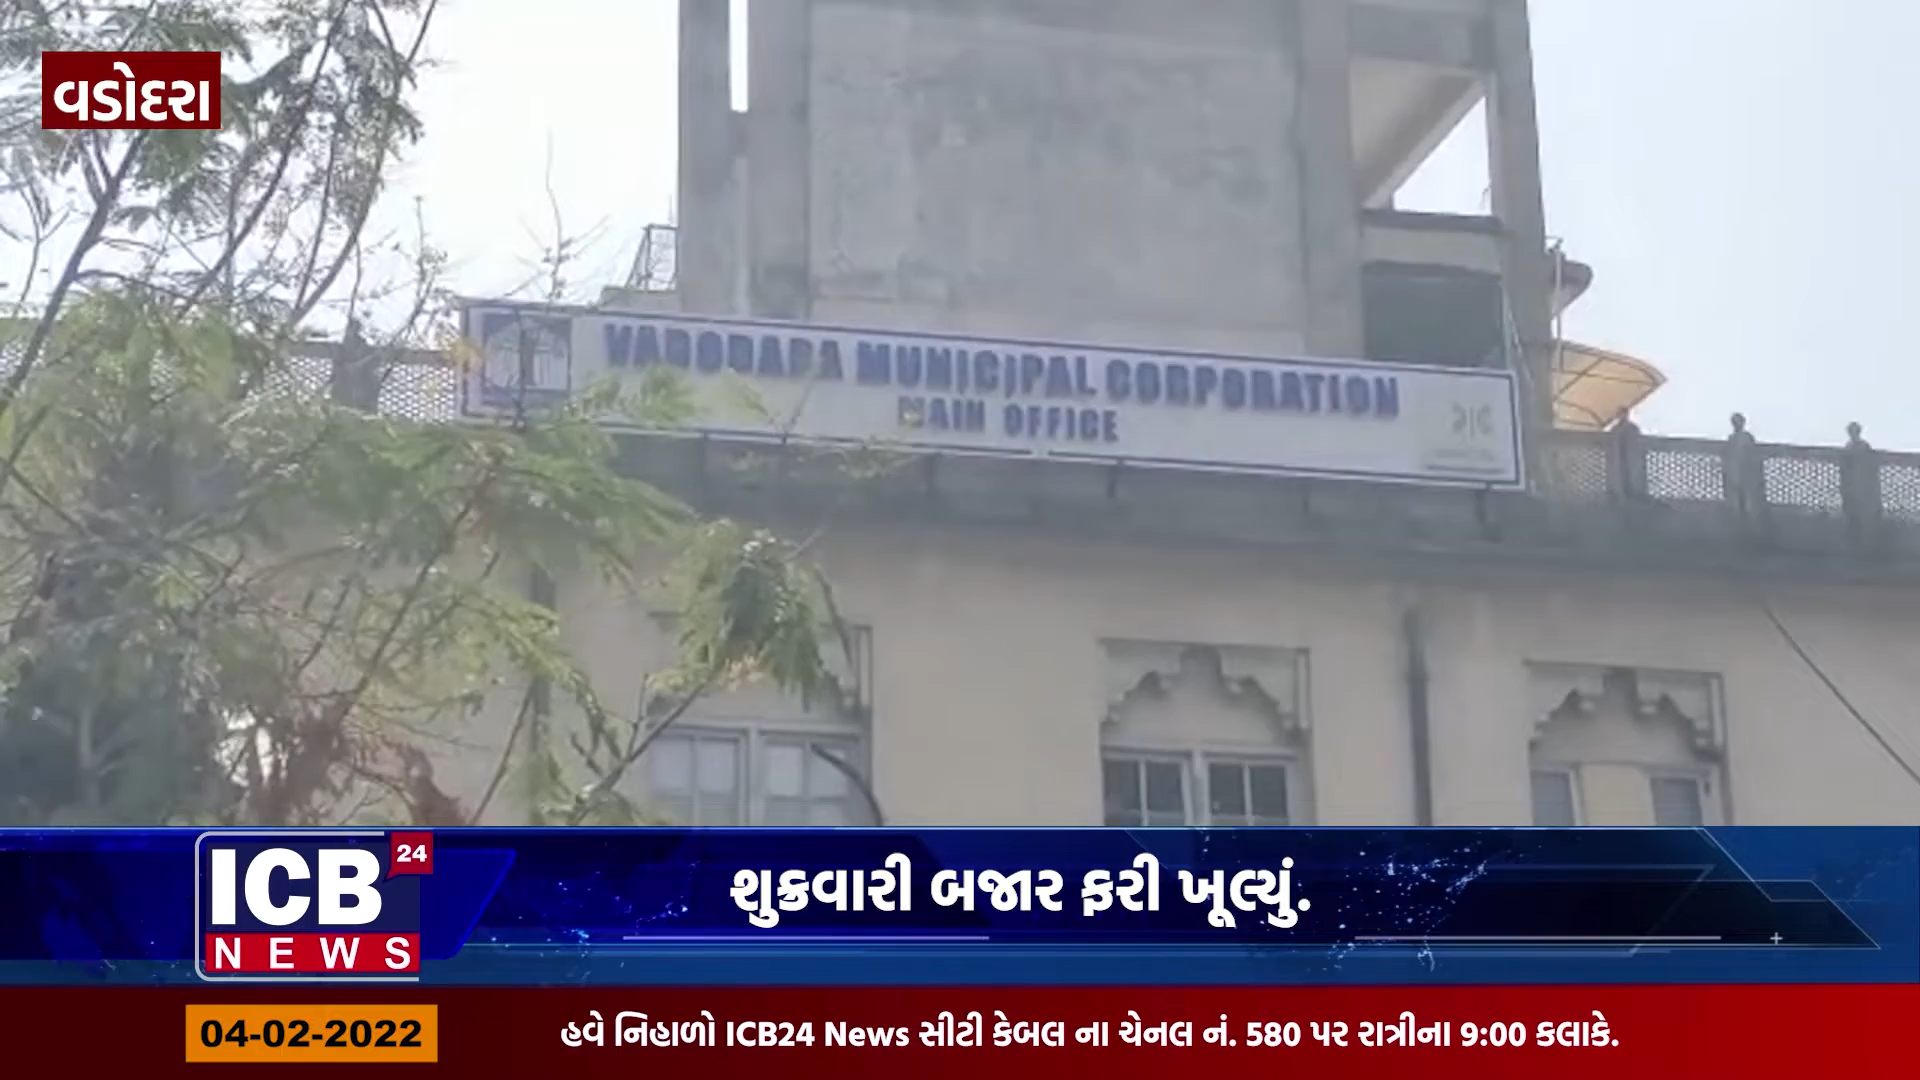 વડોદરા
VADODARA MUNICIPAL CORPORATION
MAIN OFFICE
ICB 24
NEWS
શુક્રવારી બજાર ફરી ખૂલ્યું.
04-02-2022
હવે નિહાળો ICB24 News સીટી કેબલ ના ચેનલ નં. 580 પર રાત્રીના 9:00 કલાકે.